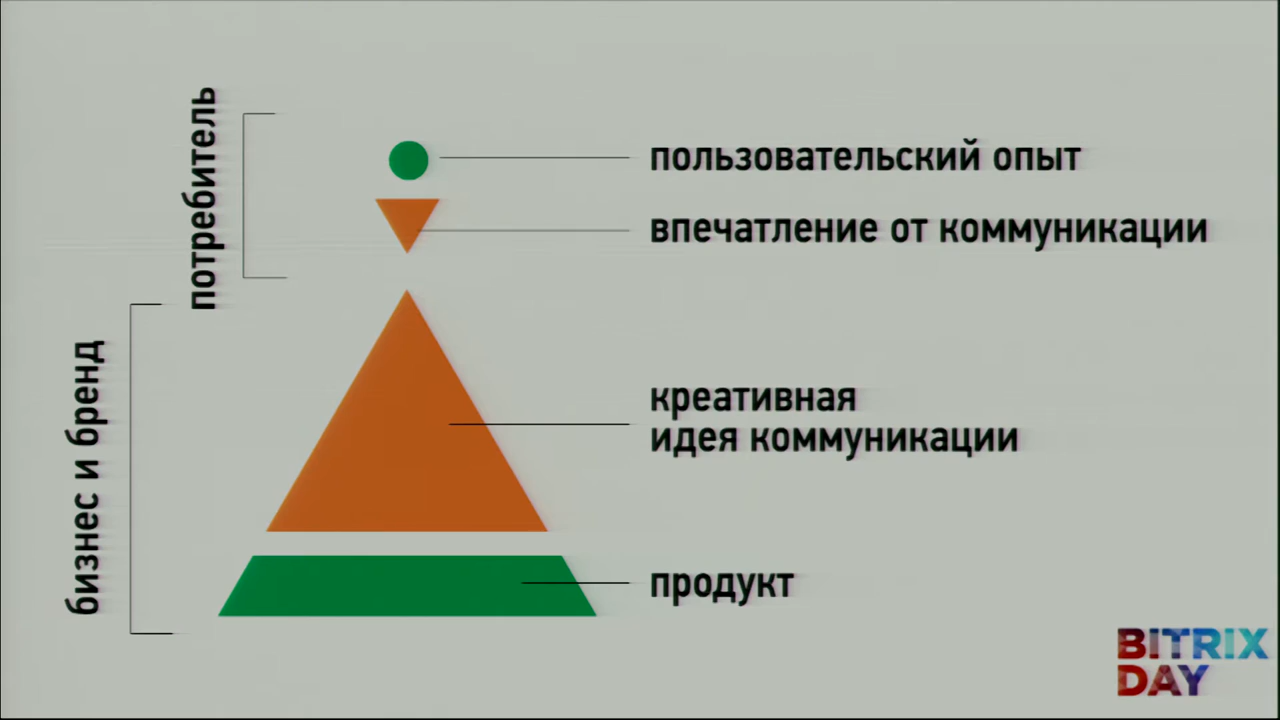 потребитель
пользовательский опыт
впечатление от коммуникации
бизнес и бренд
креативная
идея коммуникации
продукт
BITRIX
DAY